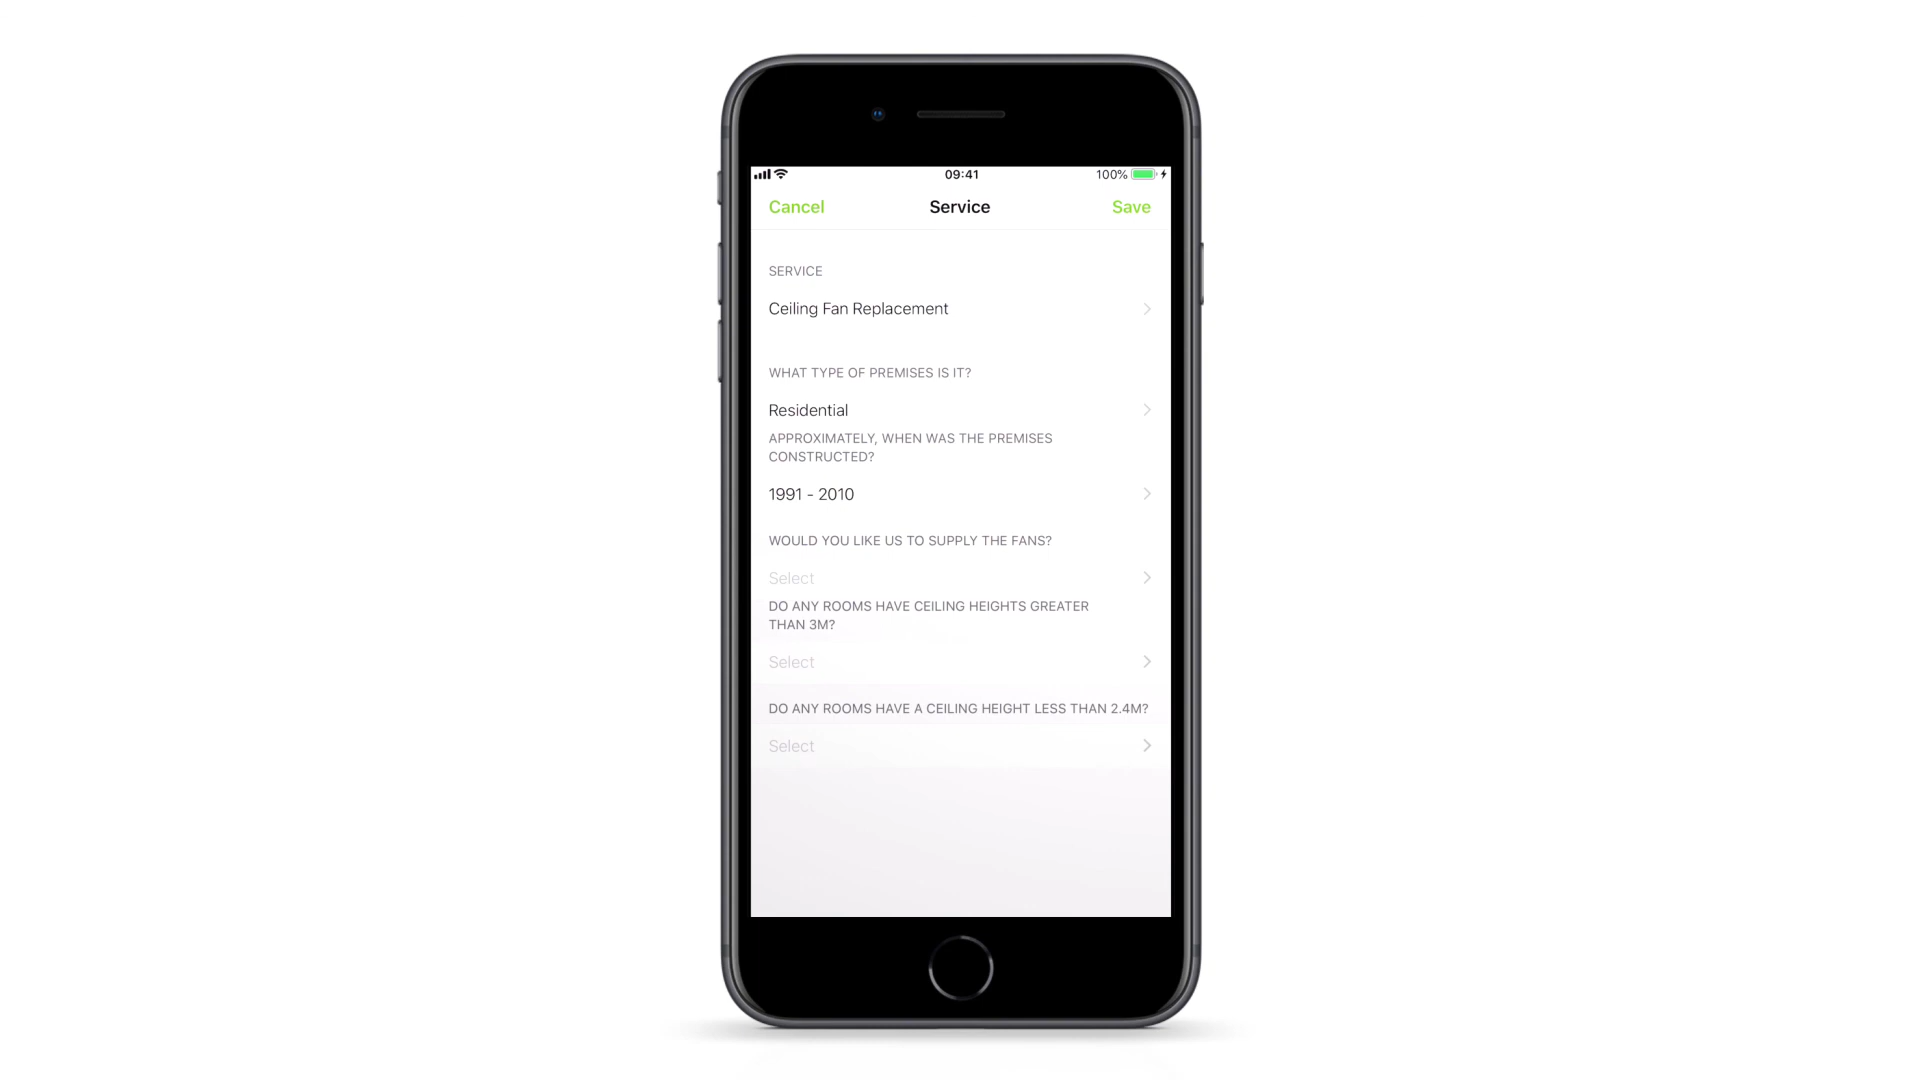 09:41
100%
Cancel
Service
Save
SERVICE
Ceiling Fan Replacement
WHAT TYPE OF PREMISES IS IT?
Residential
APPROXIMATELY, WHEN WAS THE PREMISES
CONSTRUCTED?
1991 - 2010
WOULD YOU LIKE US TO SUPPLY THE FANS?
Select
DO ANY ROOMS HAVE CEILING HEIGHTS GREATER
THAN 3M?
Select
DO ANY ROOMS HAVE A CEILING HEIGHT LESS THAN 2.4M?
Select